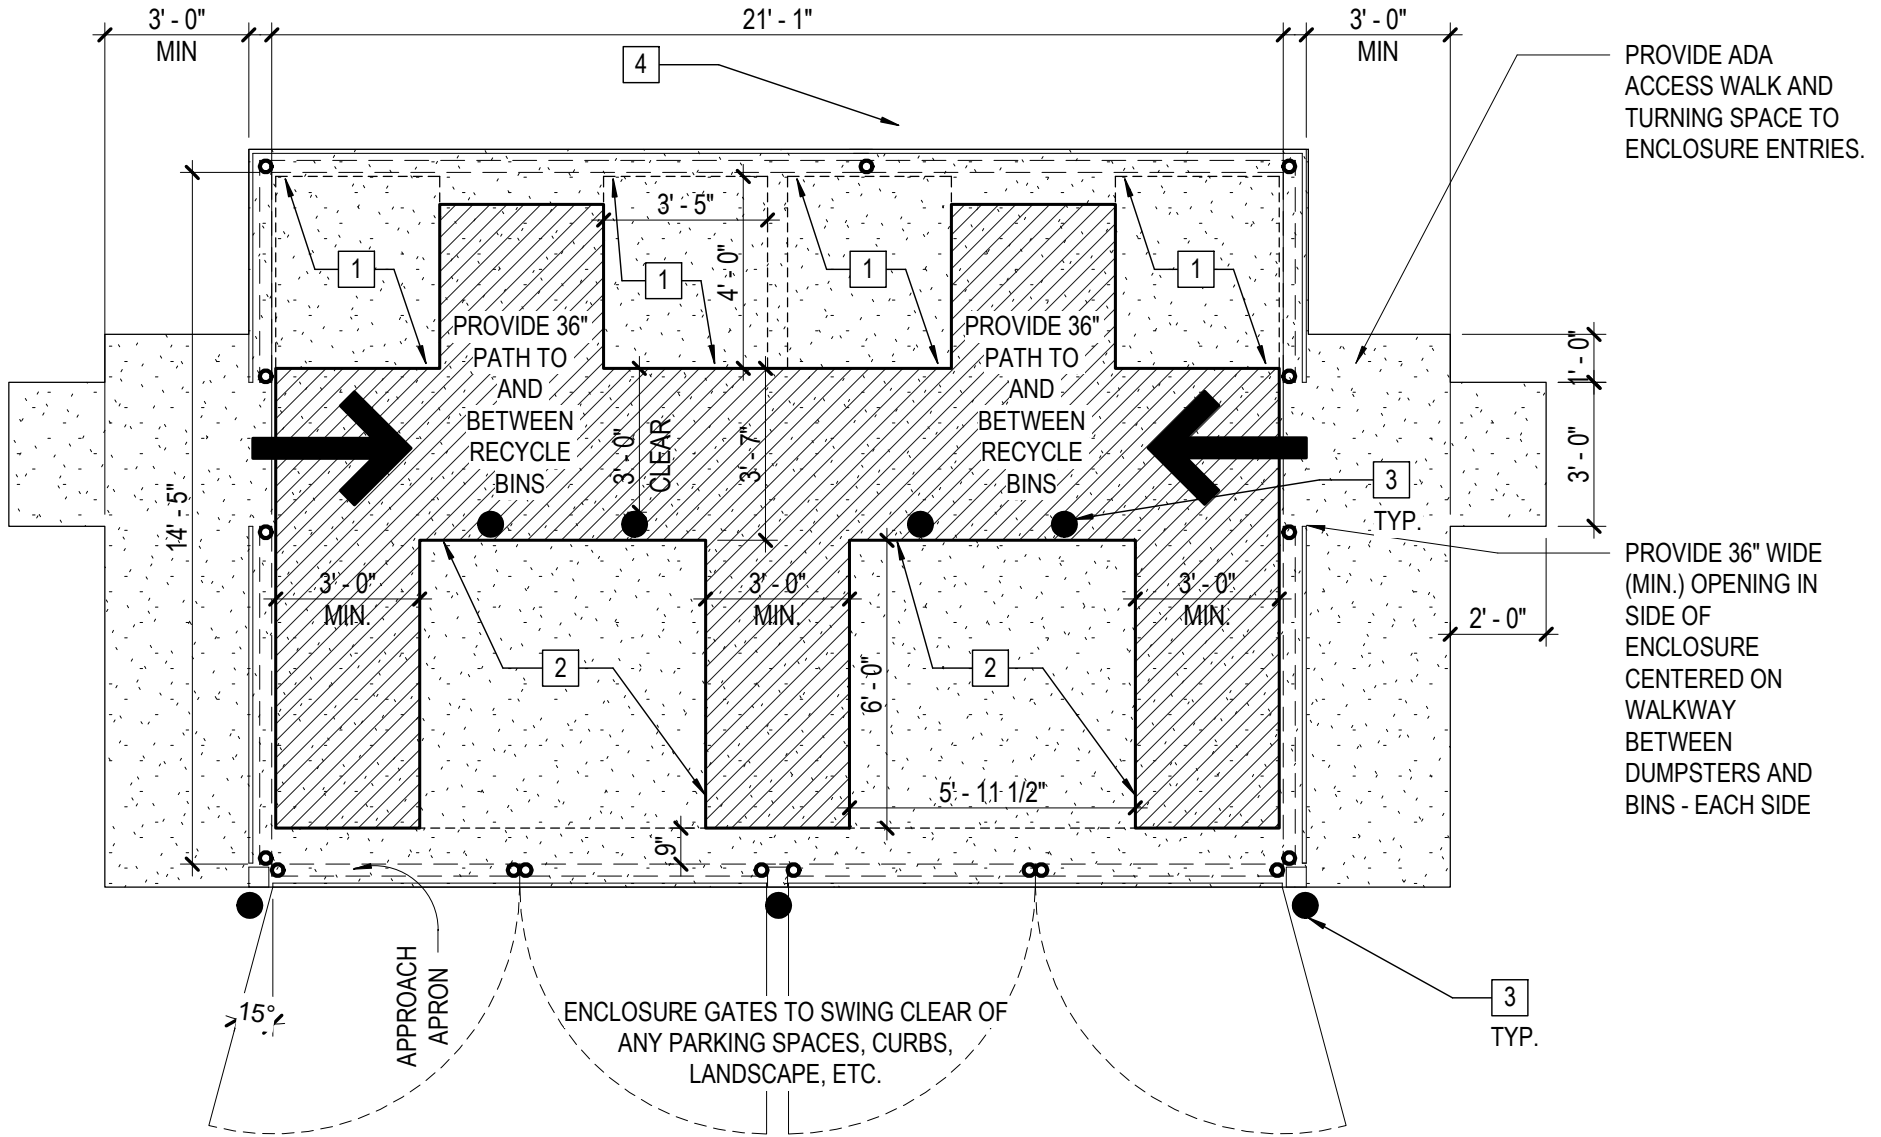 3' - 0"
MIN
21' - 1"
3' - 0"
MIN
4
PROVIDE ADA
ACCESS WALK AND
TURNING SPACE TO
ENCLOSURE ENTRIES.
3' - 5"
1
1
1
1
4' - 0"
PROVIDE 36"
PATH TO
AND
BETWEEN
RECYCLE
BINS
PROVIDE 36"
PATH TO
AND
BETWEEN
RECYCLE
BINS
1' - 0"
3' - 0"
CLEAR
3' - 7"
3' - 0"
14' - 5"
3
TYP.
PROVIDE 36" WIDE
(MIN.) OPENING IN
SIDE OF
ENCLOSURE
CENTERED ON
WALKWAY
BETWEEN
DUMPSTERS AND
BINS - EACH SIDE
3' - 0"
MIN.
3' - 0"
MIN.
3' - 0"
MIN.
2' - 0"
2
2
6' - 0"
5' - 11 1/2"
9"
APPROACH
APRON
15°
ENCLOSURE GATES TO SWING CLEAR OF
ANY PARKING SPACES, CURBS,
LANDSCAPE, ETC.
3
TYP.